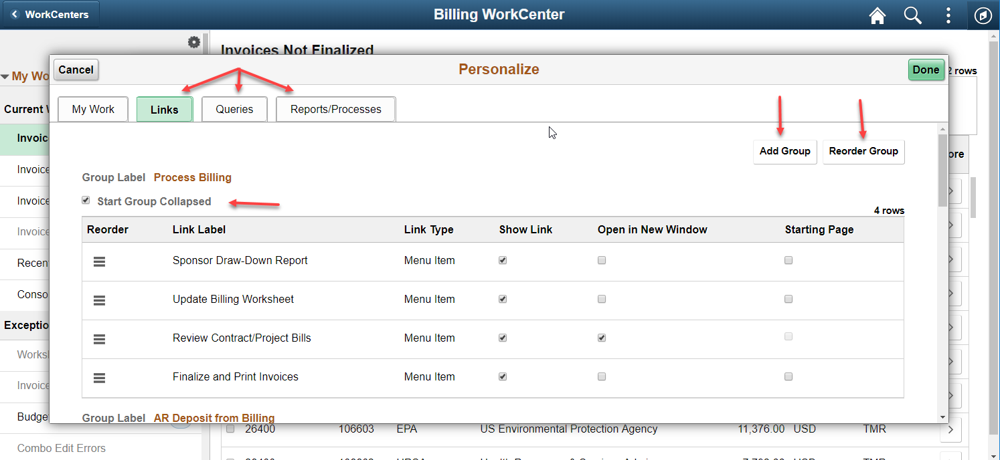 WorkCenters Billing WorkCenter
Invoices Not Finalized
Cancel Personalize Done
2 rows
My Wo
My Work Links Queries Reports/Processes
Current
Invoic
Add Group Reorder Group
ore
Invoice
Group Label Process Billing
Start Group Collapsed
Invoice
4 rows
Reorder Link Label Link Type Show Link Open in New Window Starting Page
Invoice
Sponsor Draw-Down Report Menu Item
Recen
Update Billing Worksheet Menu Item
Conso
Exceptio
Review Contract/Project Bills Menu Item
Works
Finalize and Print Invoices Menu Item
Invoice
Group Label AR Deposit from Billing
Budge
26400 106603 EPA US Environmental Protection Agency 11,376.00 USD TMR
Combo Edit Errors